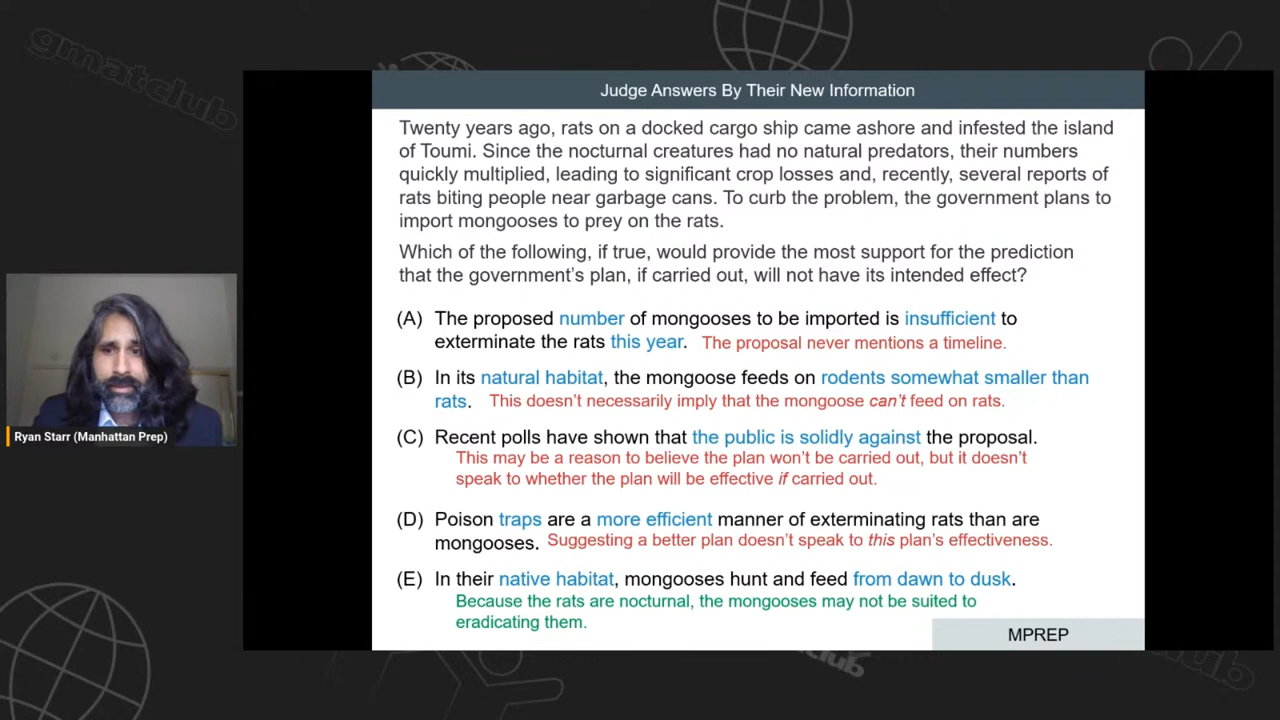 gmatclub
Judge Answers By Their New Information
Twenty years ago, rats on a docked cargo ship came ashore and infested the island
of Toumi. Since the nocturnal creatures had no natural predators, their numbers
quickly multiplied, leading to significant crop losses and, recently, several reports of
rats biting people near garbage cans. To curb the problem, the government plans to
import mongooses to prey on the rats.
Which of the following, if true, would provide the most support for the prediction
that the government's plan, if carried out, will not have its intended effect?
(A) The proposed number of mongooses to be imported is insufficient to
exterminate the rats this year. The proposal never mentions a timeline.
(B) In its natural habitat, the mongoose feeds on rodents somewhat smaller than
rats. This doesn't necessarily imply that the mongoose can't feed on rats.
(C) Recent polls have shown that the public is solidly against the proposal.
This may be a reason to believe the plan won't be carried out, but it doesn't
speak to whether the plan will be effective if carried out.
(D) Poison traps are a more efficient manner of exterminating rats than are
mongooses. Suggesting a better plan doesn't speak to this plan's effectiveness.
(E) In their native habitat, mongooses hunt and feed from dawn to dusk.
Because the rats are nocturnal, the mongooses may not be suited to
eradicating them.
MPREP
Ryan Starr (Manhattan Prep)